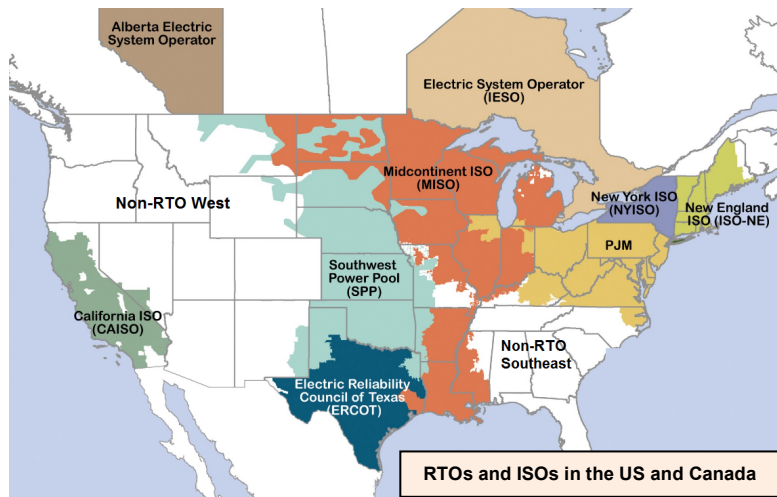 Alberta Electric
System Operator
Electric System Operator
(IESO)
Midcontinent ISO
(MISO)
Non-RTO West
New York ISO
(NYISO)
New England
ISO (ISO-NE)
PJM
Southwest
Power Pool
(SPP)
California ISO
(CAISO)
Non-RTO
Southeast
Electric Reliability
Council of Texas
(ERCOT)
RTOs and ISOs in the US and Canada